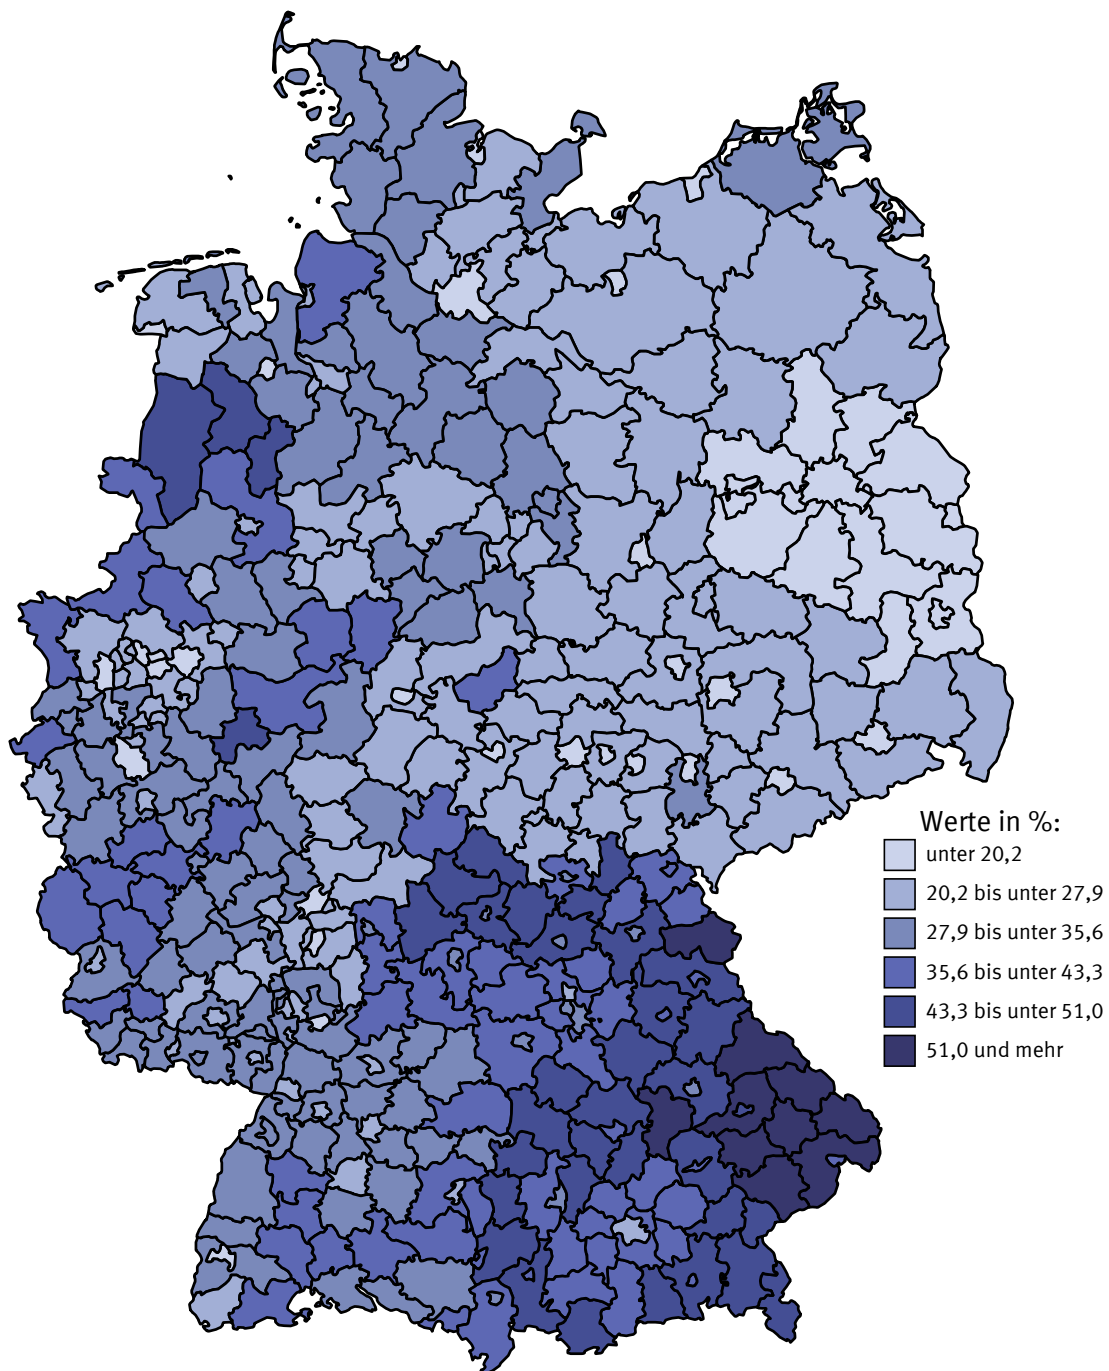 Werte in %:
unter 20,2
20,2 bis unter 27,9
27,9 bis unter 35,6
35,6 bis unter 43,3
43,3 bis unter 51,0
51,0 und mehr